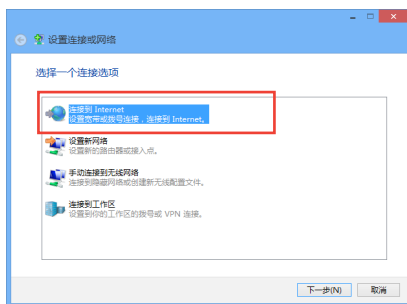 设置连接或网络
选择一个连接选项
连接到 Internet
设置宽带或拨号连接，连接到 Internet。
设置新网络
设置新的路由器或接入点。
手动连接到无线网络
连接到隐藏网络或创建新无线配置文件。
连接到工作区
设置到你的工作区的拨号或 VPN 连接。
下一步(N)
取消